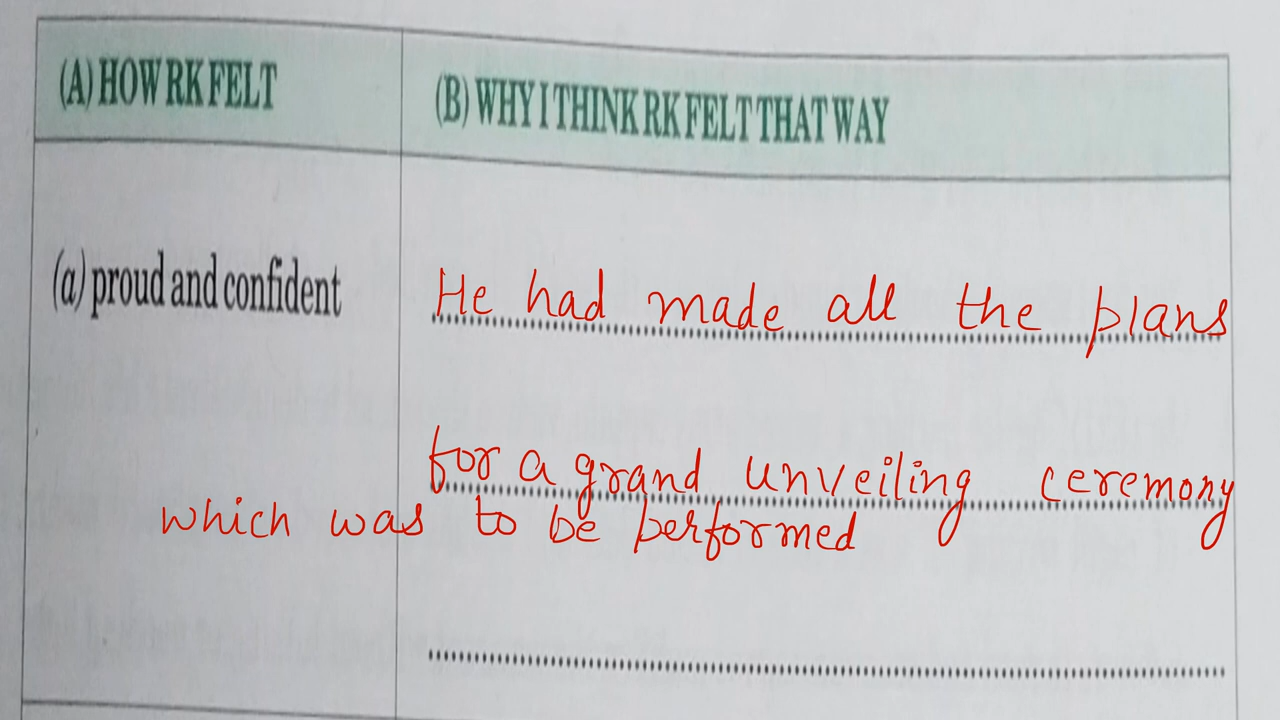 (A) HOW RK FELT
(B) WHY I THINK RK FELT THAT WAY
(a) proud and confident
He had made all the plans
for a grand unveiling ceremony
which was to be performed